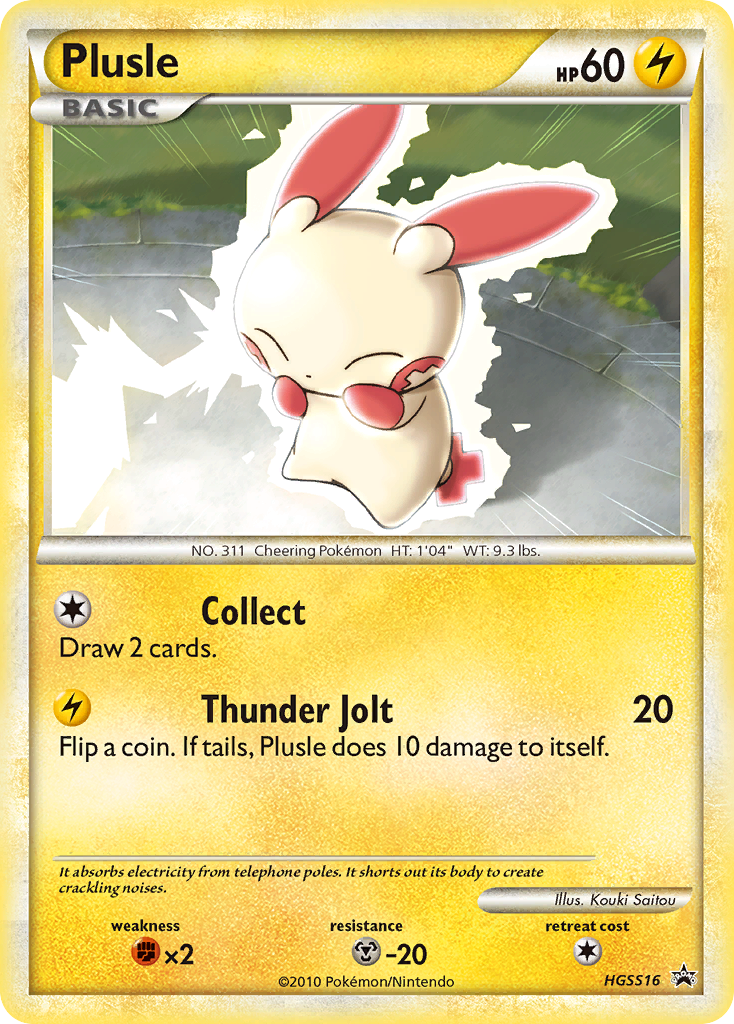 Plusle
HP60
BASIC
NO. 311 Cheering Pokémon HT: 1'04" WT: 9.3 lbs.
Collect
Draw 2 cards.
Thunder Jolt 20
Flip a coin. If tails, Plusle does 10 damage to itself.
It absorbs electricity from telephone poles. It shorts out its body to create
crackling noises.
Illus. Kouki Saitou
weakness resistance retreat cost
×2 -20
©2010 Pokémon/Nintendo HGSS16 PROMO